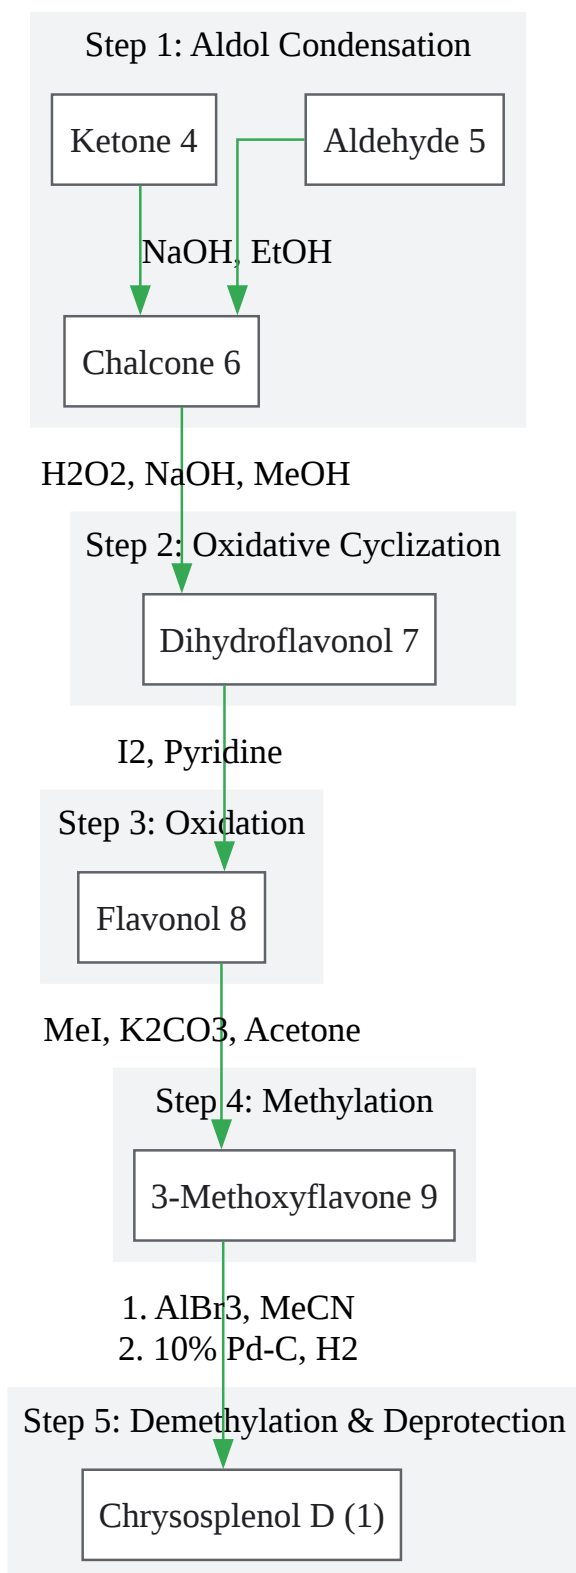 Step 1: Aldol Condensation
Ketone 4
Aldehyde 5
NaOH, EtOH
Chalcone 6
H2O2, NaOH, MeOH
Step 2: Oxidative Cyclization
Dihydroflavonol 7
I2, Pyridine
Step 3: Oxidation
Flavonol 8
MeI, K2CO3, Acetone
Step 4: Methylation
3-Methoxyflavone 9
1. AlBr3, MeCN
2. 10% Pd-C, H2
Step 5: Demethylation & Deprotection
Chrysosplenol D (1)